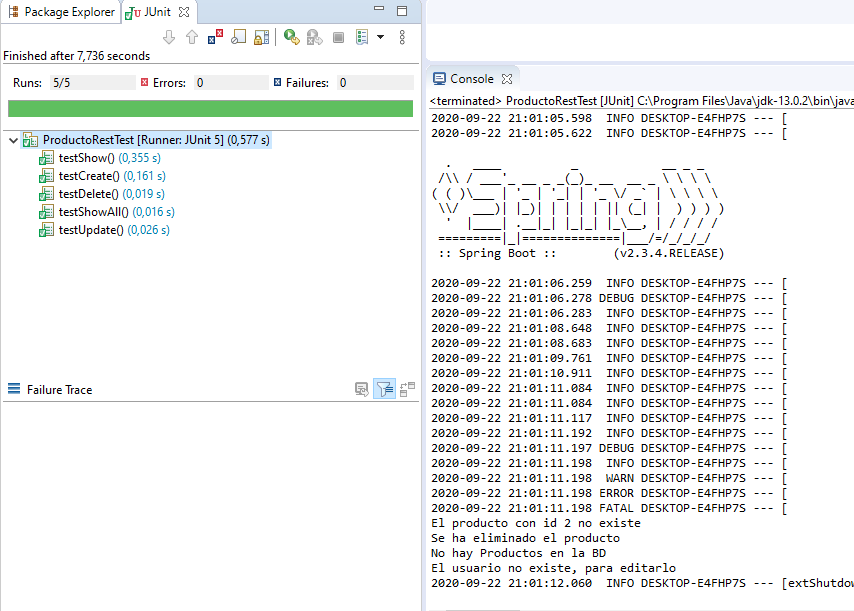 Package Explorer
JUnit
Finished after 7,736 seconds
Runs: 5/5
Errors: 0
Failures: 0
ProductoRestTest [Runner: JUnit 5] (0,577 s)
testShow() (0,355 s)
testCreate() (0,161 s)
testDelete() (0,019 s)
testShowAll() (0,016 s)
testUpdate() (0,026 s)
Failure Trace
Console
<terminated> ProductoRestTest [JUnit] C:\Program Files\Java\jdk-13.0.2\bin\java
2020-09-22 21:01:05.598  INFO DESKTOP-E4FHP7S --- [
2020-09-22 21:01:05.622  INFO DESKTOP-E4FHP7S --- [
  .   ____          _            __ _ _
 /\\ / ___'_ __ _ _(_)_ __  __ _ \ \ \ \
( ( )\___ | '_ | '_| | '_ \/ _` | \ \ \ \
 \\/  ___)| |_)| | | | | || (_| |  ) ) ) )
  '  |____| .__|_| |_|_| |_\__, | / / / /
 =========|_|==============|___/=/_/_/_/
 :: Spring Boot ::        (v2.3.4.RELEASE)
2020-09-22 21:01:06.259  INFO DESKTOP-E4FHP7S --- [
2020-09-22 21:01:06.278 DEBUG DESKTOP-E4FHP7S --- [
2020-09-22 21:01:06.283  INFO DESKTOP-E4FHP7S --- [
2020-09-22 21:01:08.648  INFO DESKTOP-E4FHP7S --- [
2020-09-22 21:01:08.683  INFO DESKTOP-E4FHP7S --- [
2020-09-22 21:01:09.761  INFO DESKTOP-E4FHP7S --- [
2020-09-22 21:01:10.911  INFO DESKTOP-E4FHP7S --- [
2020-09-22 21:01:11.084  INFO DESKTOP-E4FHP7S --- [
2020-09-22 21:01:11.084  INFO DESKTOP-E4FHP7S --- [
2020-09-22 21:01:11.117  INFO DESKTOP-E4FHP7S --- [
2020-09-22 21:01:11.192  INFO DESKTOP-E4FHP7S --- [
2020-09-22 21:01:11.197 DEBUG DESKTOP-E4FHP7S --- [
2020-09-22 21:01:11.198  INFO DESKTOP-E4FHP7S --- [
2020-09-22 21:01:11.198  WARN DESKTOP-E4FHP7S --- [
2020-09-22 21:01:11.198 ERROR DESKTOP-E4FHP7S --- [
2020-09-22 21:01:11.198 FATAL DESKTOP-E4FHP7S --- [
El producto con id 2 no existe
Se ha eliminado el producto
No hay Productos en la BD
El usuario no existe, para editarlo
2020-09-22 21:01:12.060  INFO DESKTOP-E4FHP7S --- [extShutdow